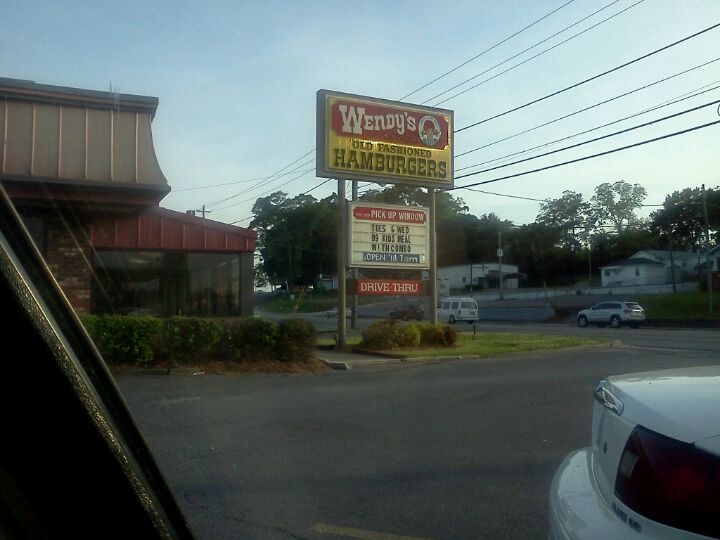 WENDY'S
OLD FASHIONED
HAMBURGERS
PICK-UP WINDOW
TUES & WED
99 KIDS MEAL
WITH COMBO
OPEN 'til 1am
DRIVE-THRU